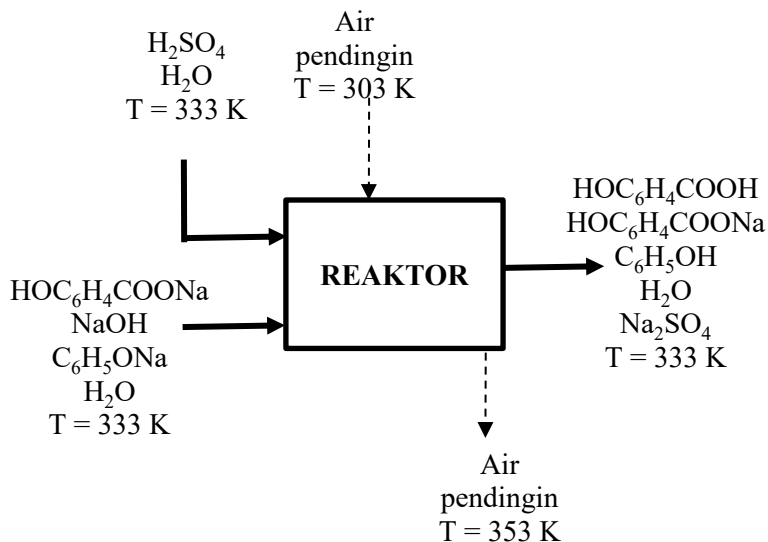 H₂SO₄
H₂O
T = 333 K
Air
pendingin
T = 303 K
HOC₆H₄COONa
NaOH
C₆H₅ONa
H₂O
T = 333 K
REAKTOR
HOC₆H₄COOH
HOC₆H₄COONa
C₆H₅OH
H₂O
Na₂SO₄
T = 333 K
Air
pendingin
T = 353 K